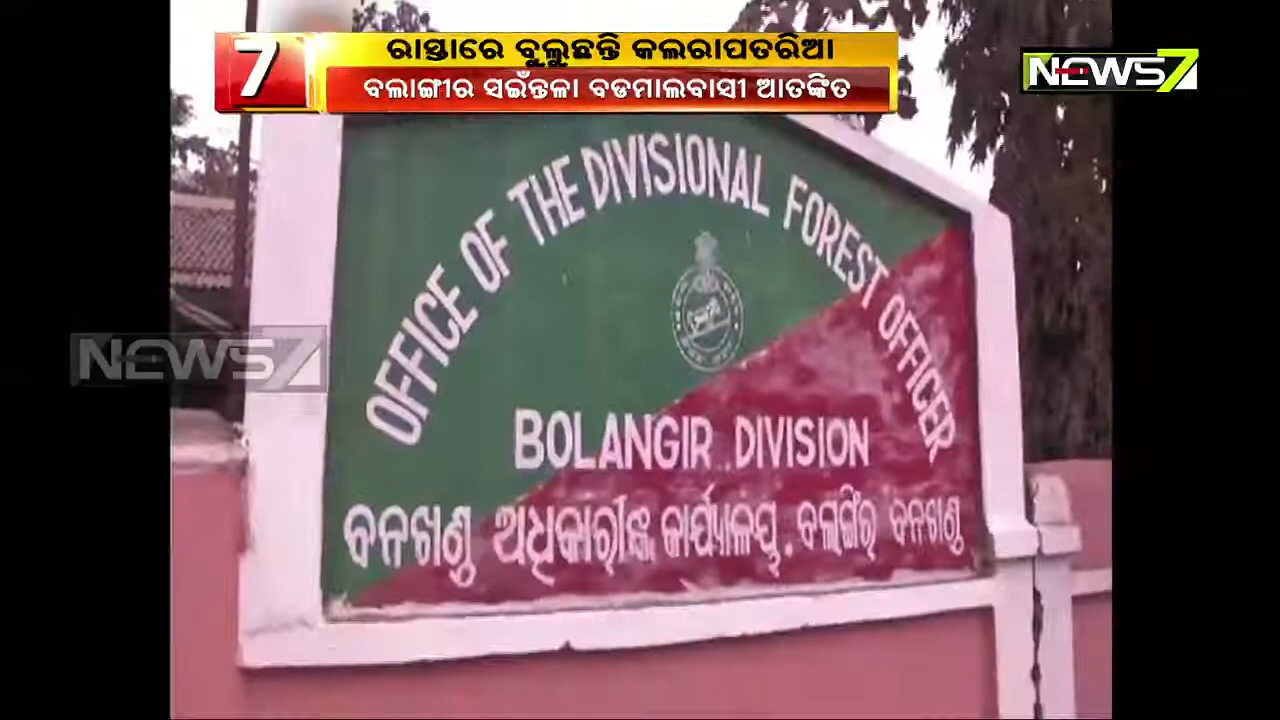 7
ରାସ୍ତାରେ ବୁଲୁଛନ୍ତି କଲରାପତରିଆ
ବଲାଙ୍ଗୀର ସଇଁନ୍ତଳା ବଡମାଲବାସୀ ଆତଙ୍କିତ
NEWS7
OFFICE OF THE DIVISIONAL FOREST OFFICER
NEWS7
BOLANGIR DIVISION
ବନଖଣ୍ଡ ଅଧିକାରୀଙ୍କ କାର୍ଯ୍ୟାଳୟ, ବଲାଙ୍ଗିର ବନଖଣ୍ଡ